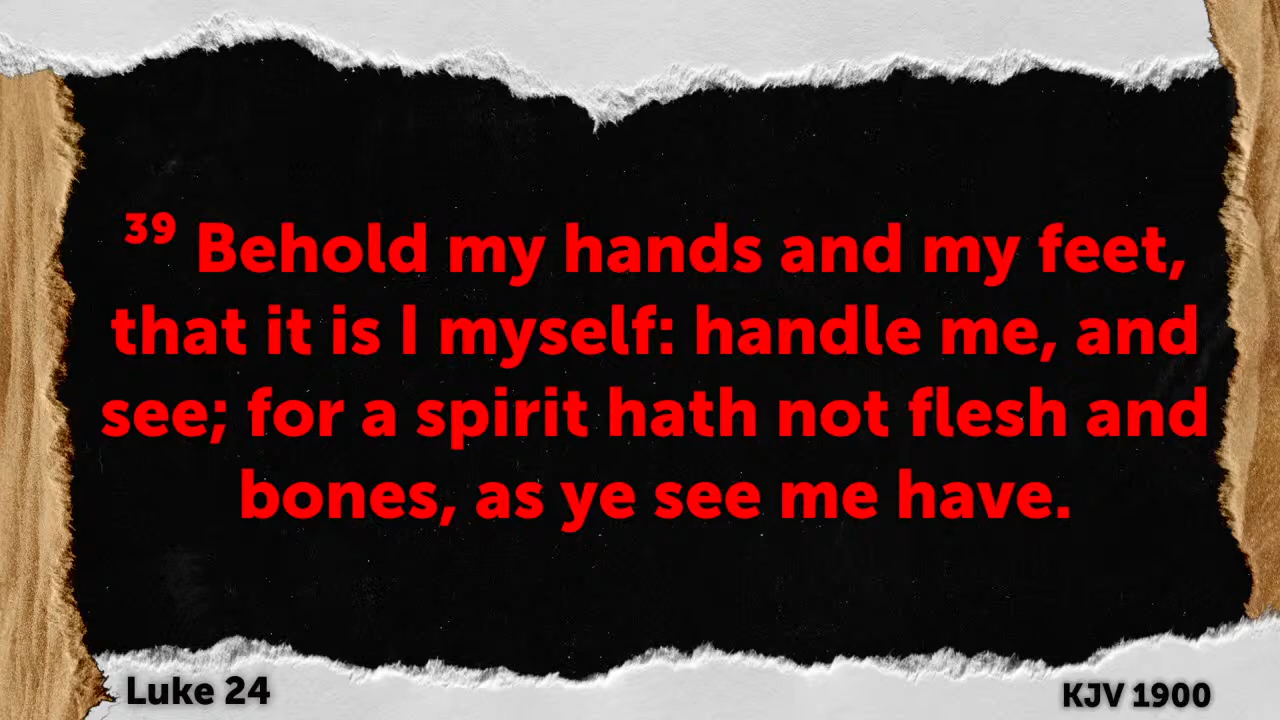 39 Behold my hands and my feet,
that it is I myself: handle me, and
see; for a spirit hath not flesh and
bones, as ye see me have.
Luke 24
KJV 1900